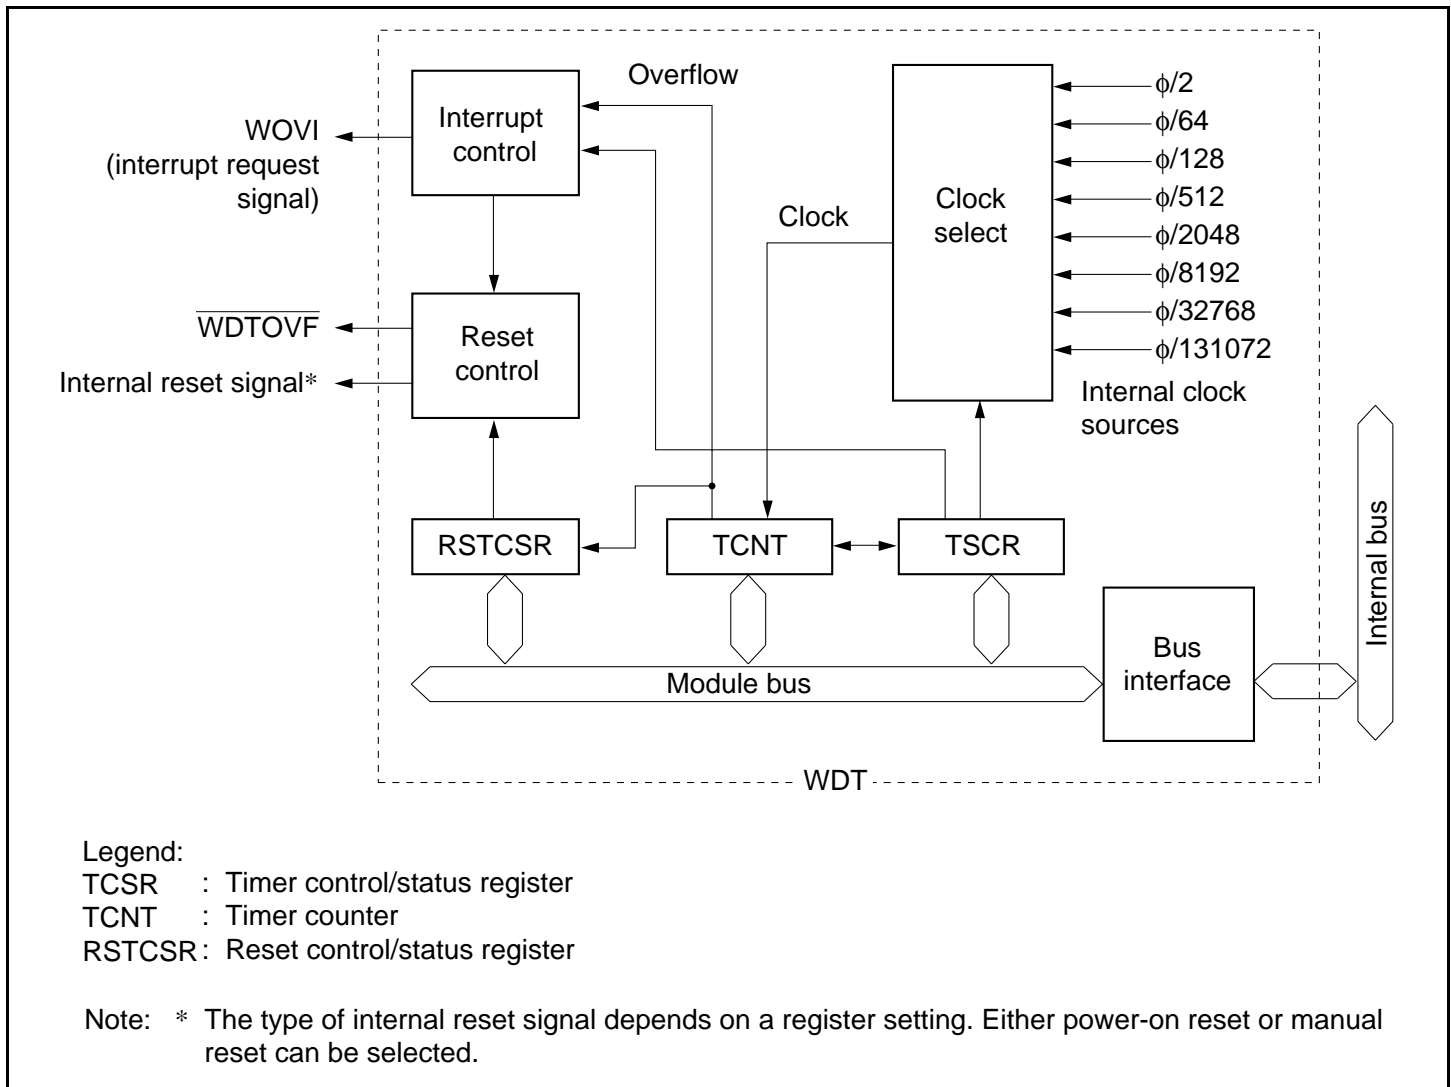 Overflow
Interrupt
control
WOVI
(interrupt request
signal)
Clock
Clock
select
ϕ/2
ϕ/64
ϕ/128
ϕ/512
ϕ/2048
ϕ/8192
ϕ/32768
ϕ/131072
Internal clock
sources
WDTOVF
Internal reset signal*
Reset
control
RSTCSR
TCNT
TSCR
Internal bus
Bus
interface
Module bus
WDT
Legend:
TCSR : Timer control/status register
TCNT : Timer counter
RSTCSR : Reset control/status register
Note: * The type of internal reset signal depends on a register setting. Either power-on reset or manual
reset can be selected.